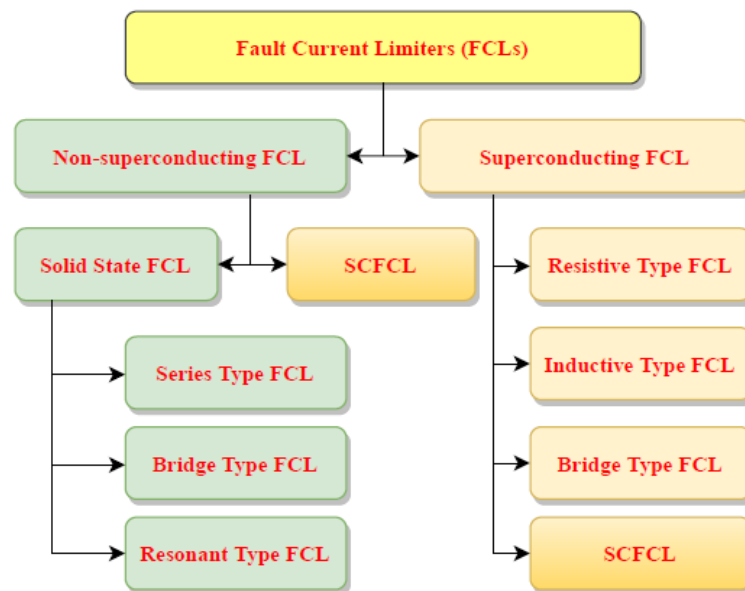 Fault Current Limiters (FCLs)
Non-superconducting FCL
Superconducting FCL
Solid State FCL
SCFCL
Resistive Type FCL
Series Type FCL
Inductive Type FCL
Bridge Type FCL
Bridge Type FCL
Resonant Type FCL
SCFCL